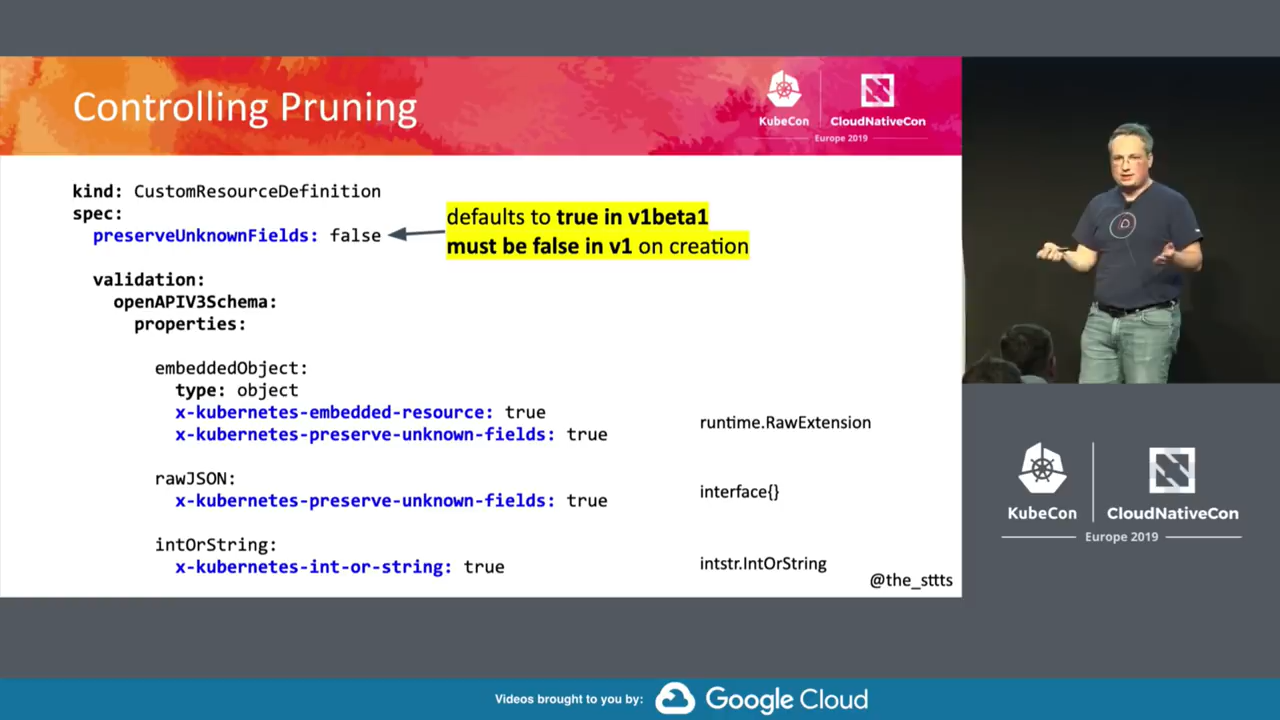 Controlling Pruning
KubeCon
CloudNativeCon
Europe 2019
kind: CustomResourceDefinition
spec:
preserveUnknownFields: false
defaults to true in v1beta1
must be false in v1 on creation
validation:
openAPIV3Schema:
properties:
embeddedObject:
type: object
x-kubernetes-embedded-resource: true
x-kubernetes-preserve-unknown-fields: true
runtime.RawExtension
rawJSON:
x-kubernetes-preserve-unknown-fields: true
interface{}
intOrString:
x-kubernetes-int-or-string: true
intstr.IntOrString
@the_sttts
KubeCon
CloudNativeCon
Europe 2019
Videos brought to you by:
Google Cloud